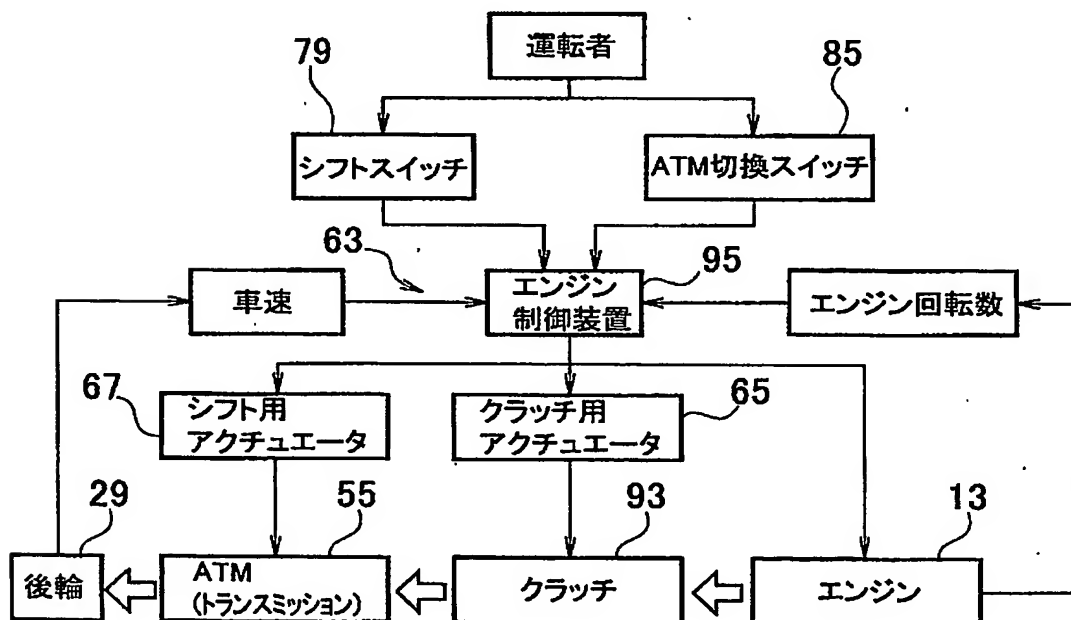 運転者
79
85
シフトスイッチ
ATM切換スイッチ
63
95
車速
エンジン
制御装置
エンジン回転数
67
シフト用
アクチュエータ
クラッチ用
アクチュエータ
65
29
55
93
13
後輪
ATM
(トランスミッション)
クラッチ
エンジン